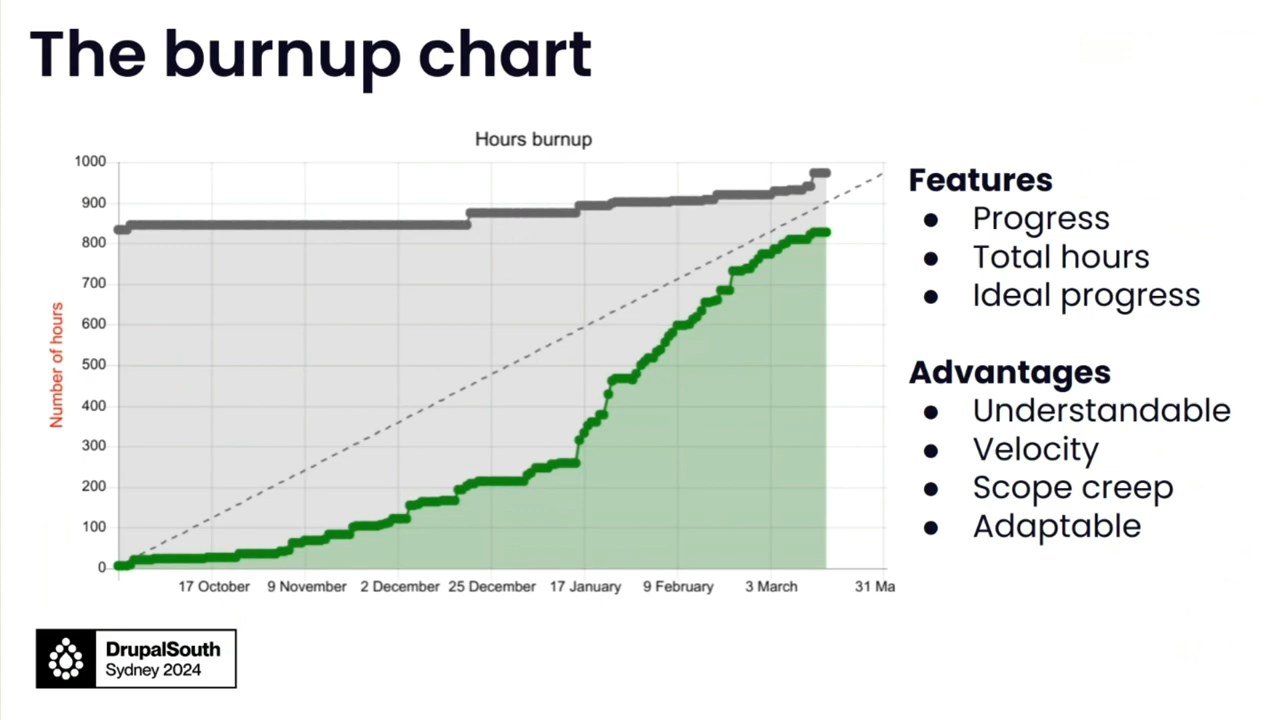 The burnup chart
Hours burnup
1000
900
800
700
600
500
400
300
200
100
0
Number of hours
17 October
9 November
2 December
25 December
17 January
9 February
3 March
31 Ma
Features
● Progress
● Total hours
● Ideal progress
Advantages
● Understandable
● Velocity
● Scope creep
● Adaptable
DrupalSouth
Sydney 2024